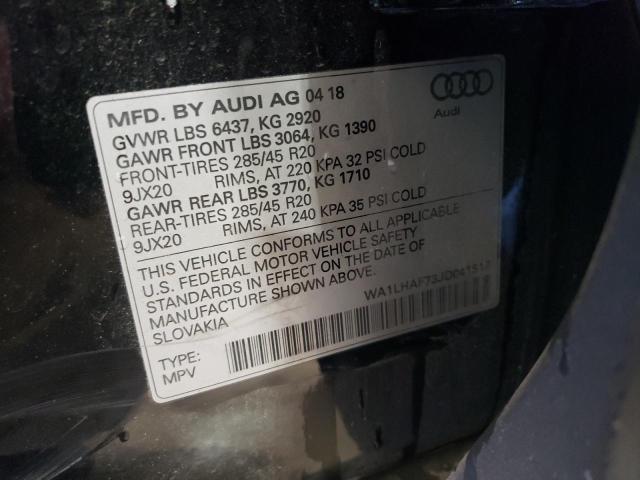 MFD. BY AUDI AG 04 18
GVWR LBS 6437, KG 2920
GAWR FRONT LBS 3064, KG 1390
FRONT-TIRES 285/45 R20
9JX20 RIMS, AT 220 KPA 32 PSI COLD
GAWR REAR LBS 3770, KG 1710
REAR-TIRES 285/45 R20
9JX20 RIMS, AT 240 KPA 35 PSI COLD
THIS VEHICLE CONFORMS TO ALL APPLICABLE
U.S. FEDERAL MOTOR VEHICLE SAFETY
STANDARDS IN EFFECT ON THE DATE OF
MANUFACTURE SHOWN ABOVE.
SLOVAKIA
TYPE:
MPV
Audi